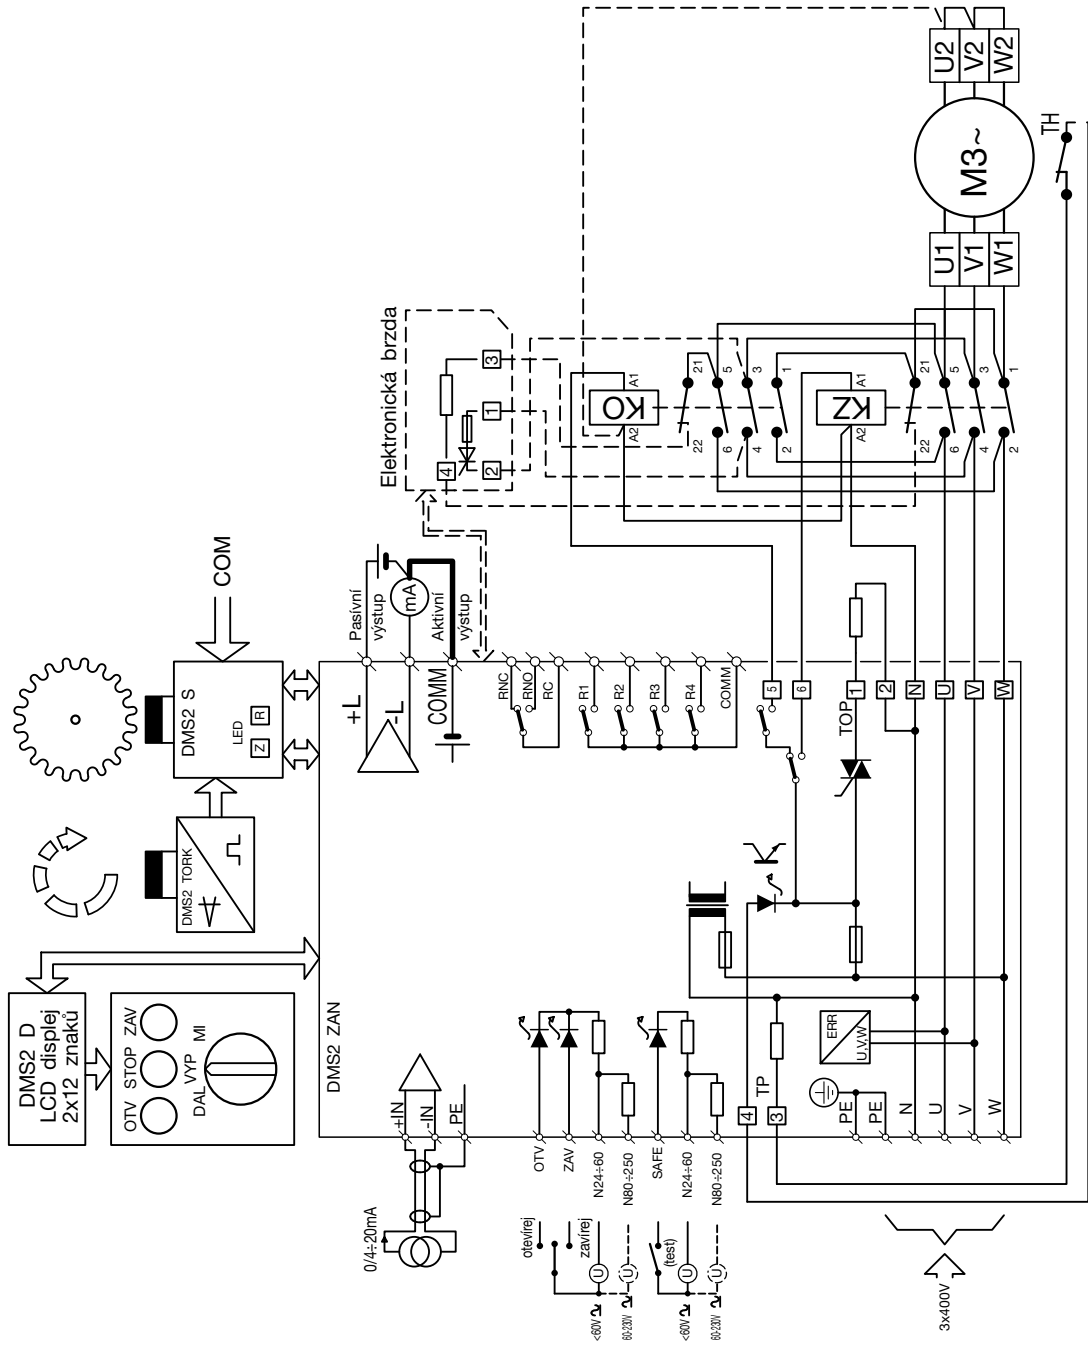 DMS2 D
LCD displej
2x12 znaků
OTV STOP ZAV
DAL VYP MÍ
DMS2 TORK
DMS2 S
LED
Z R
COM
DMS2 ZAN
0/4÷20mA
+IN
-IN
PE
+L
-L
COMM
Pasívní
výstup
mA
Aktivní
výstup
Elektronická brzda
4
3
1
2
RNC
RNO
RC
R1
R2
R3
R4
COMM
5
6
TOP
1
2
N
U
V
W
otevírej
zavírej
<60V
60-230V
U
U
OTV
ZAV
N24÷60
N80÷250
(test)
<60V
60-230V
U
U
SAFE
N24÷60
N80÷250
TP
4
3
ERR
U,V,W
PE
PE
N
U
V
W
3x400V
KO
A1
A2
21
22
5
6
3
4
1
2
KZ
A1
A2
21
22
5
6
3
4
1
2
U1
V1
W1
M3~
U2
V2
W2
TH